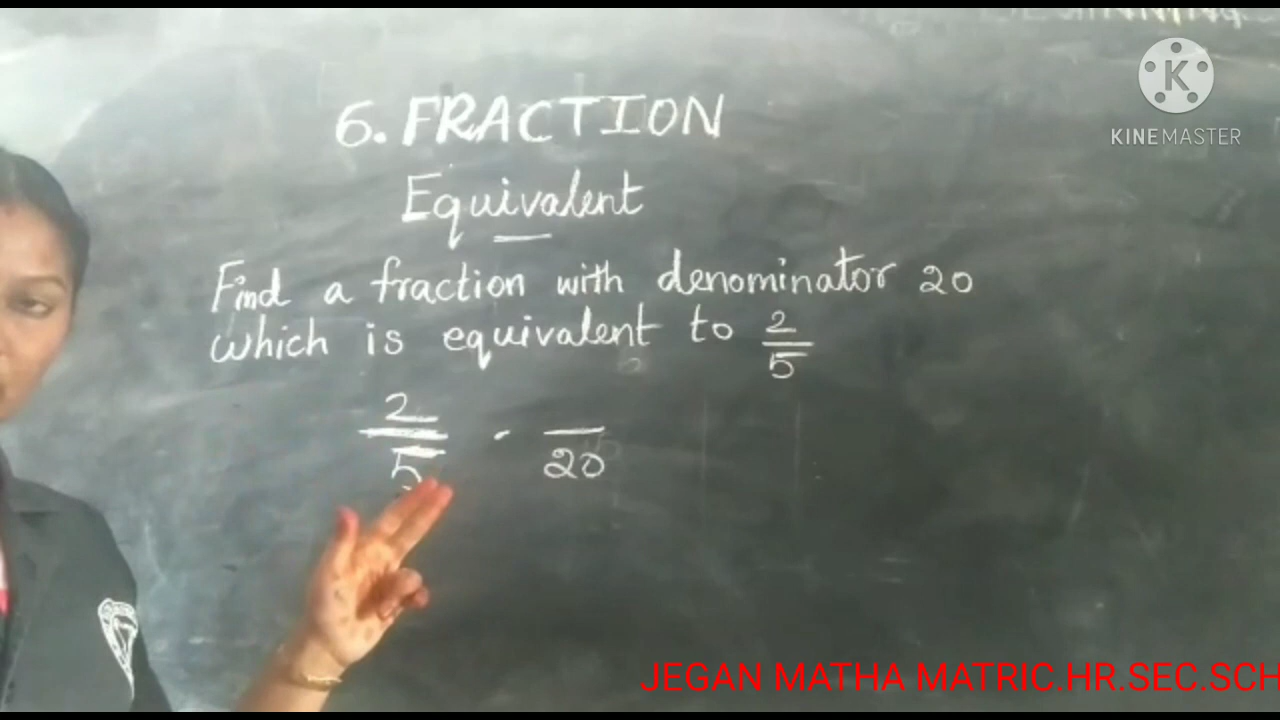 KINEMASTER
6. FRACTION
Equivalent
Find a fraction with denominator 20
which is equivalent to 2/5
2/5 · /20
JEGAN MATHA MATRIC.HR.SEC.SCH